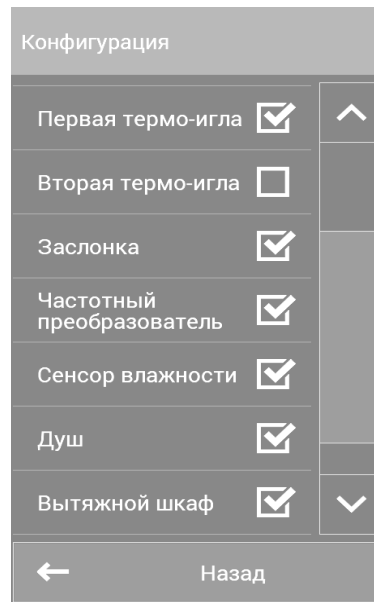 Конфигурация
Первая термо-игла
Вторая термо-игла
Заслонка
Частотный
преобразователь
Сенсор влажности
Душ
Вытяжной шкаф
Назад